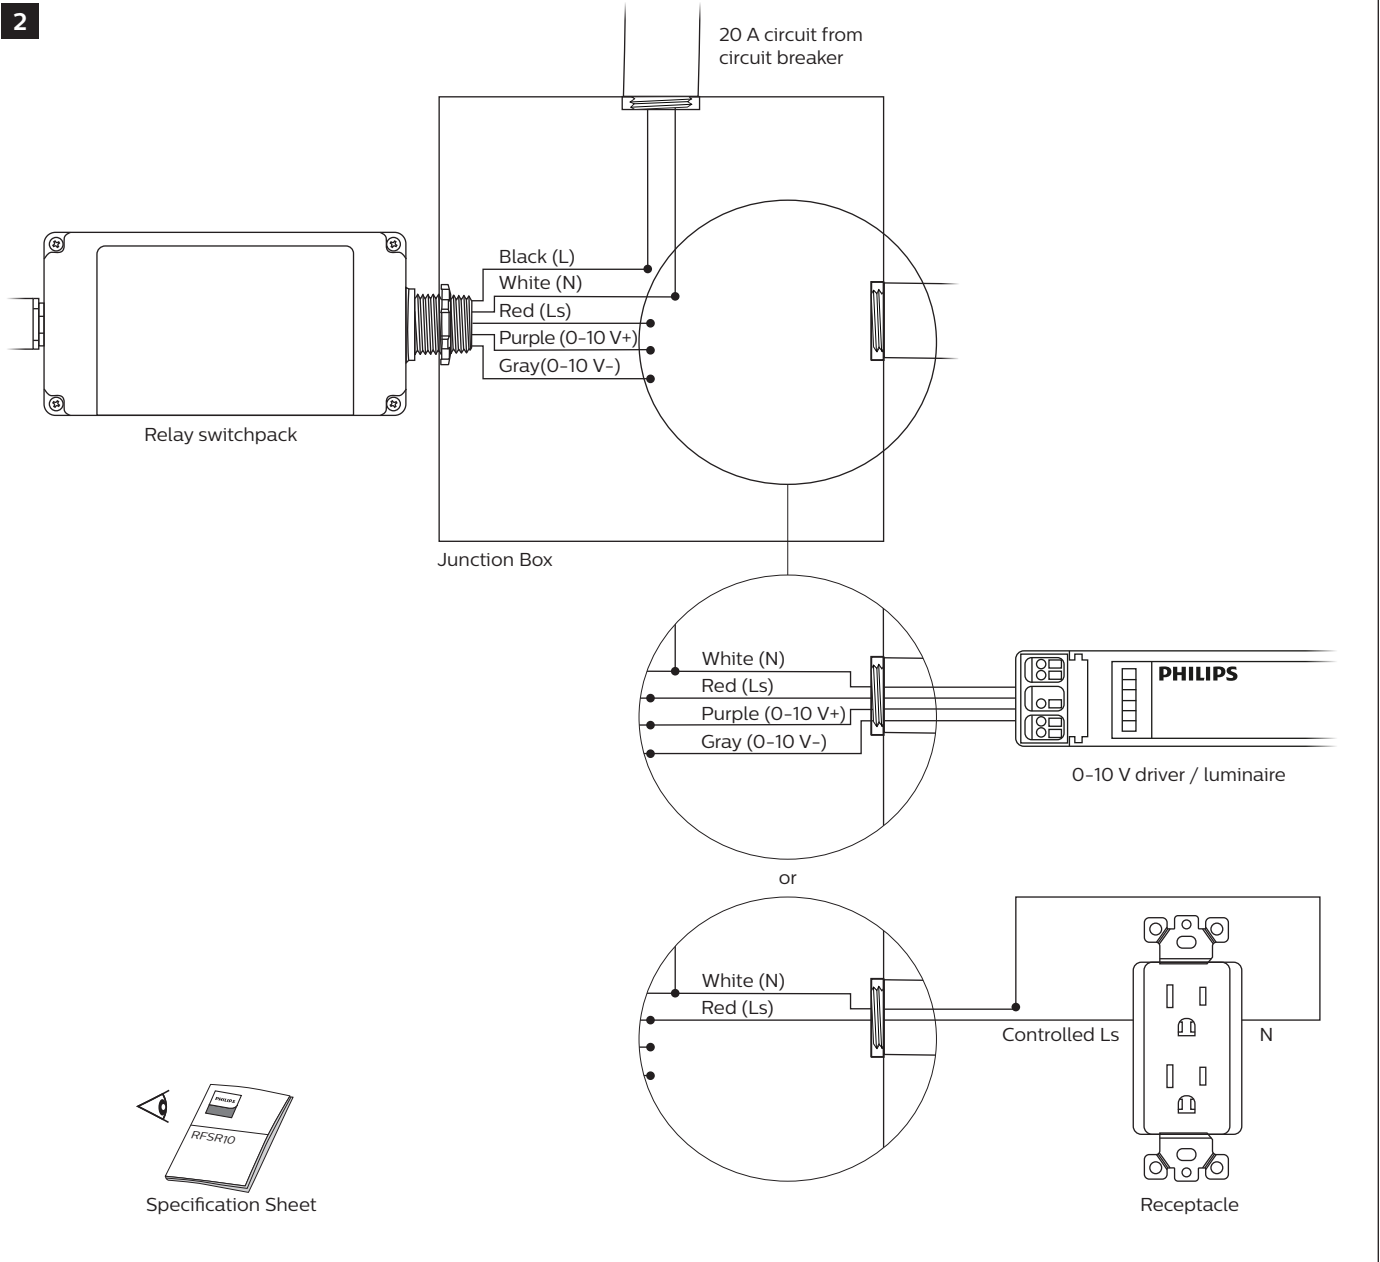 2
20 A circuit from
circuit breaker
Black (L)
White (N)
Red (Ls)
Purple (0-10 V+)
Gray(0-10 V-)
Relay switchpack
Junction Box
White (N)
Red (Ls)
Purple (0-10 V+)
Gray (0-10 V-)
PHILIPS
0-10 V driver / luminaire
or
White (N)
Red (Ls)
Controlled Ls
N
PHILIPS
RFSR10
Specification Sheet
Receptacle